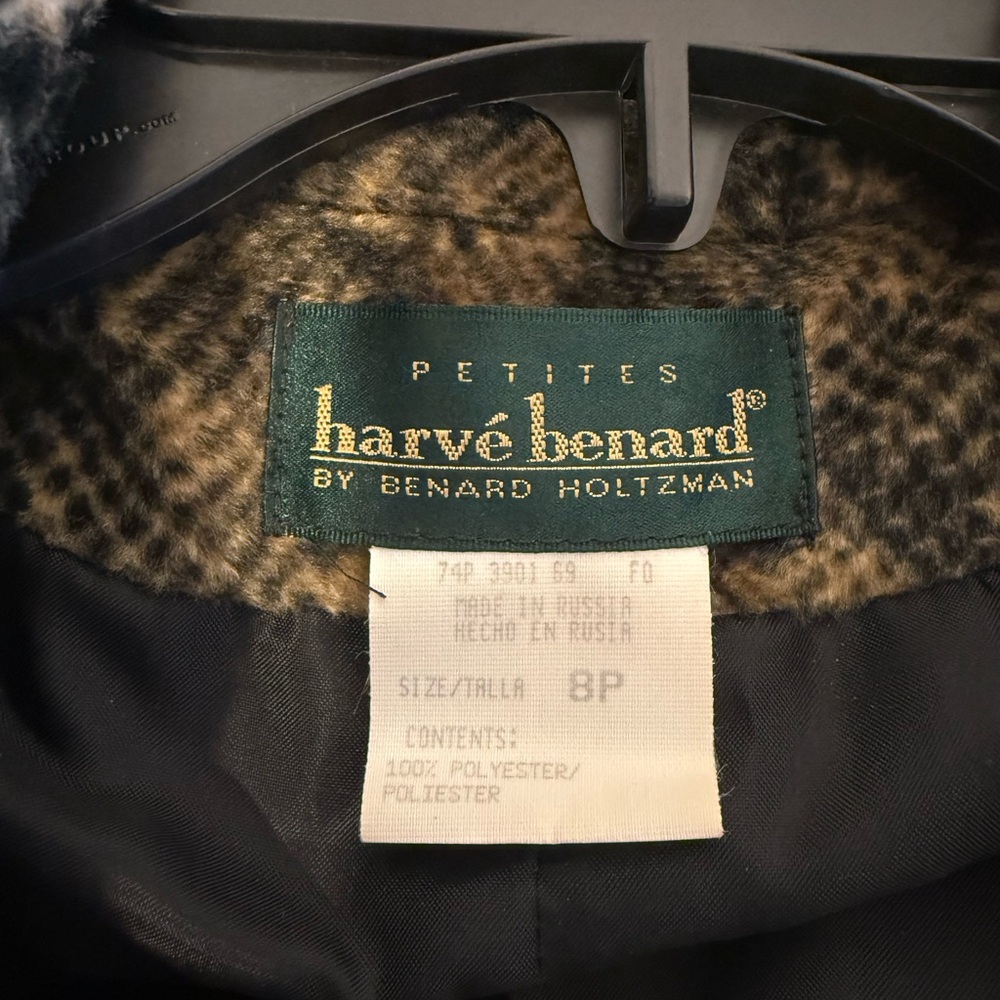 PETITES
harvé benard®
BY BENARD HOLTZMAN
74P 3901 69 FQ
MADE IN RUSSIA
HECHO EN RUSIA
SIZE/TALLA 8P
CONTENTS:
100% POLYESTER/
POLIESTER